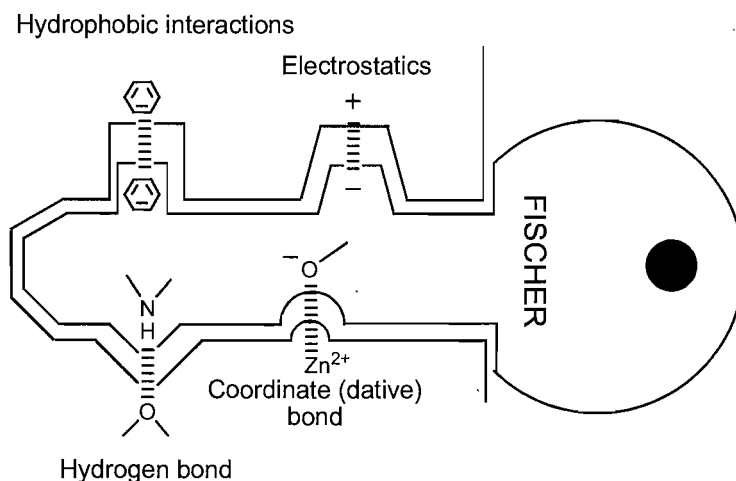 Hydrophobic interactions
Electrostatics
+
−
FISCHER
N
H
O
Hydrogen bond
− O
Zn²⁺
Coordinate (dative)
bond